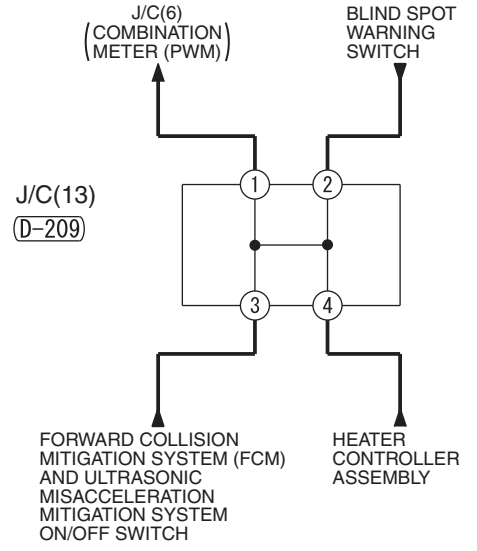 J/C(6)
(COMBINATION
METER (PWM))
BLIND SPOT
WARNING
SWITCH
1
2
J/C(13)
(D-209)
3
4
FORWARD COLLISION
MITIGATION SYSTEM (FCM)
AND ULTRASONIC
MISACCELERATION
MITIGATION SYSTEM
ON/OFF SWITCH
HEATER
CONTROLLER
ASSEMBLY